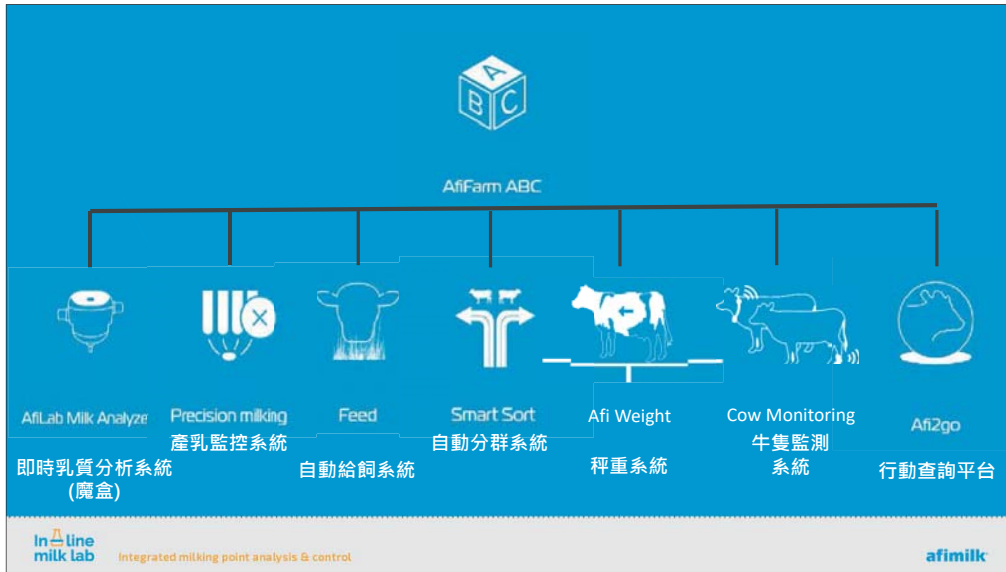 A
B C
AfiFarm ABC
AfiLab Milk Analyze
Precision milking
Feed
Smart Sort
Afi Weight
Cow Monitoring
Afi2go
即時乳質分析系統
(魔盒)
產乳監控系統
自動給飼系統
自動分群系統
秤重系統
牛隻監測
系統
行動查詢平台
In line
milk lab
Integrated milking point analysis & control
afimilk